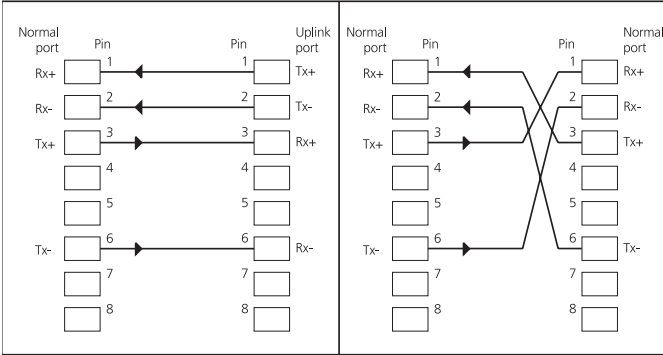 Normal port Pin Pin Uplink port
Rx+ 1 1 Tx+
Rx- 2 2 Tx-
Tx+ 3 3 Rx+
4 4
5 5
Tx- 6 6 Rx-
7 7
8 8
Normal port Pin Pin Normal port
Rx+ 1 1 Rx+
Rx- 2 2 Rx-
Tx+ 3 3 Tx+
4 4
5 5
Tx- 6 6 Tx-
7 7
8 8